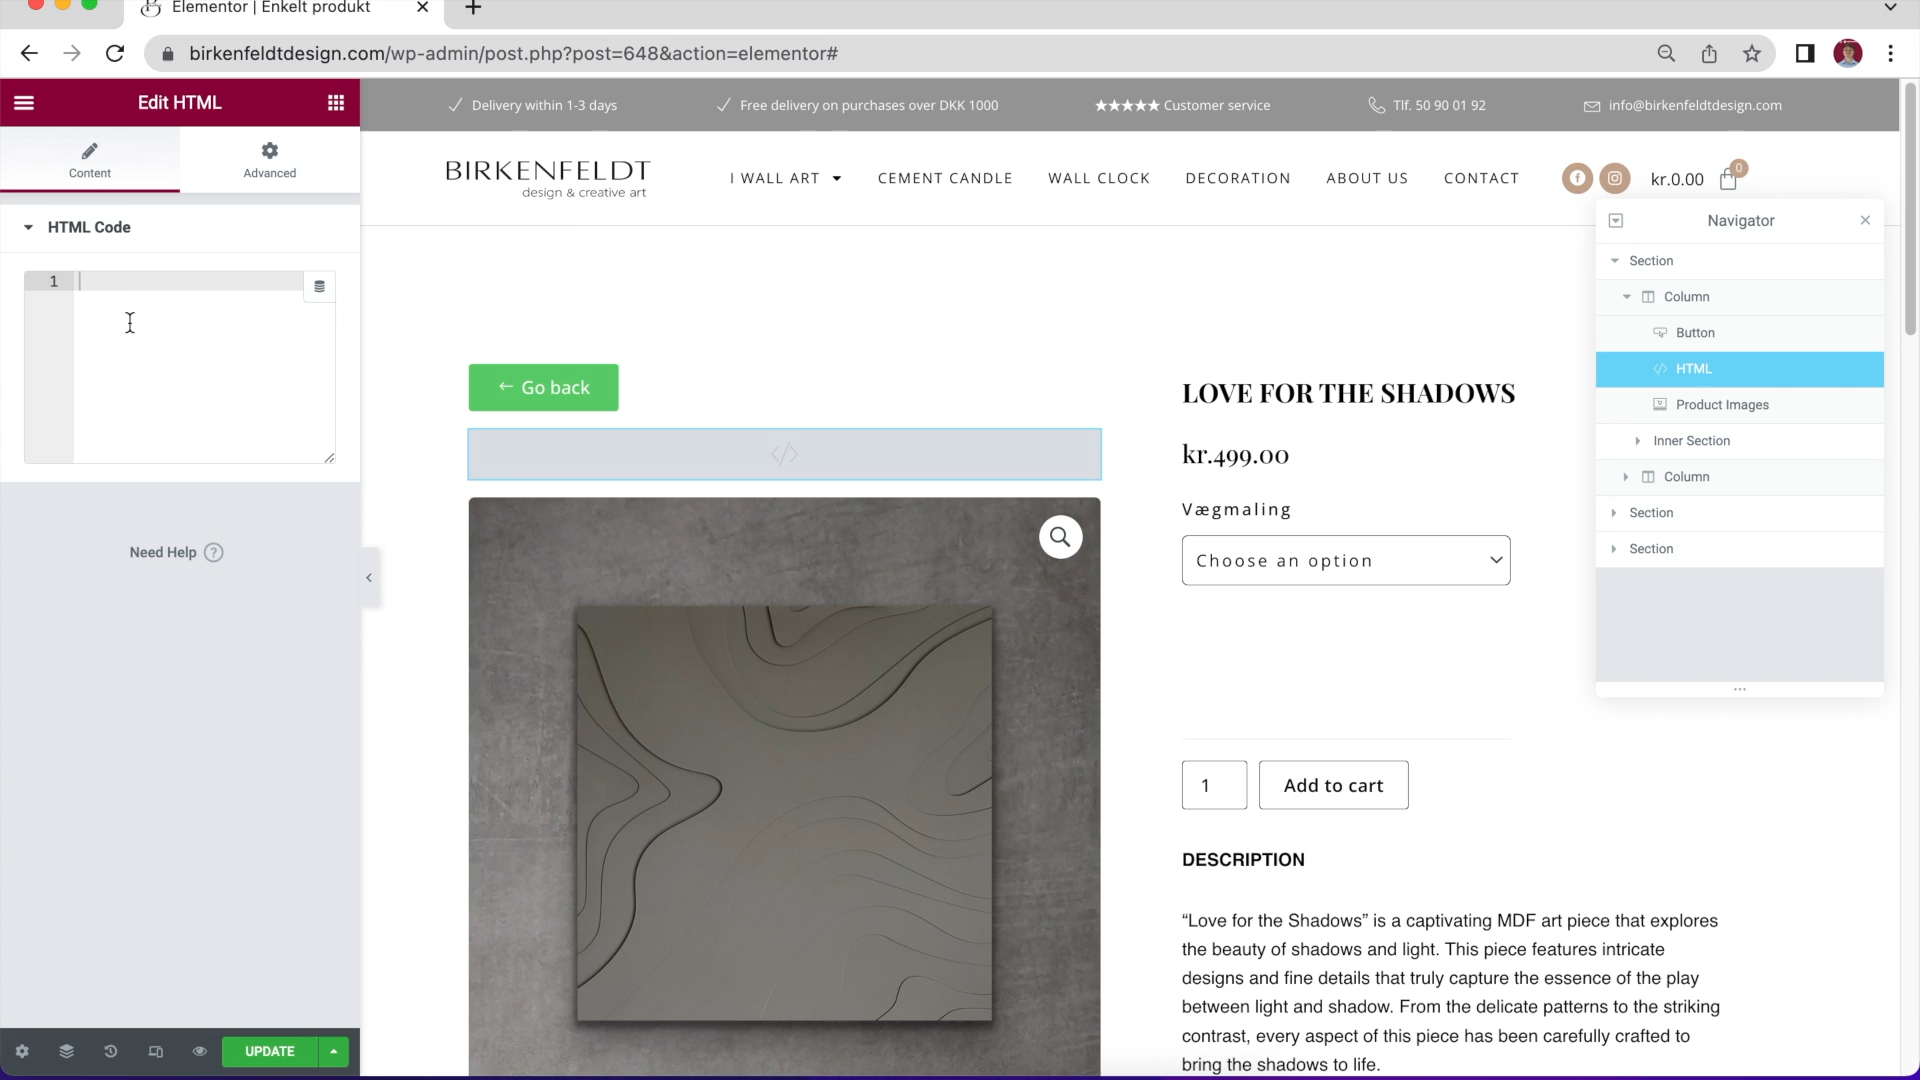 Elementor | Enkelt produkt
birkenfeldtdesign.com/wp-admin/post.php?post=648&action=elementor#
Edit HTML
Content
Advanced
HTML Code
1
Need Help ?
UPDATE
Delivery within 1-3 days
Free delivery on purchases over DKK 1000
★★★★★ Customer service
Tlf. 50 90 01 92
info@birkenfeldtdesign.com
BIRKENFELDT
design & creative art
I WALL ART
CEMENT CANDLE
WALL CLOCK
DECORATION
ABOUT US
CONTACT
kr.0.00
0
← Go back
LOVE FOR THE SHADOWS
kr.499.00
Vægmaling
Choose an option
1
Add to cart
DESCRIPTION
“Love for the Shadows” is a captivating MDF art piece that explores
the beauty of shadows and light. This piece features intricate
designs and fine details that truly capture the essence of the play
between light and shadow. From the delicate patterns to the striking
contrast, every aspect of this piece has been carefully crafted to
bring the shadows to life.
Navigator
Section
Column
Button
</> HTML
Product Images
Inner Section
Column
Section
Section